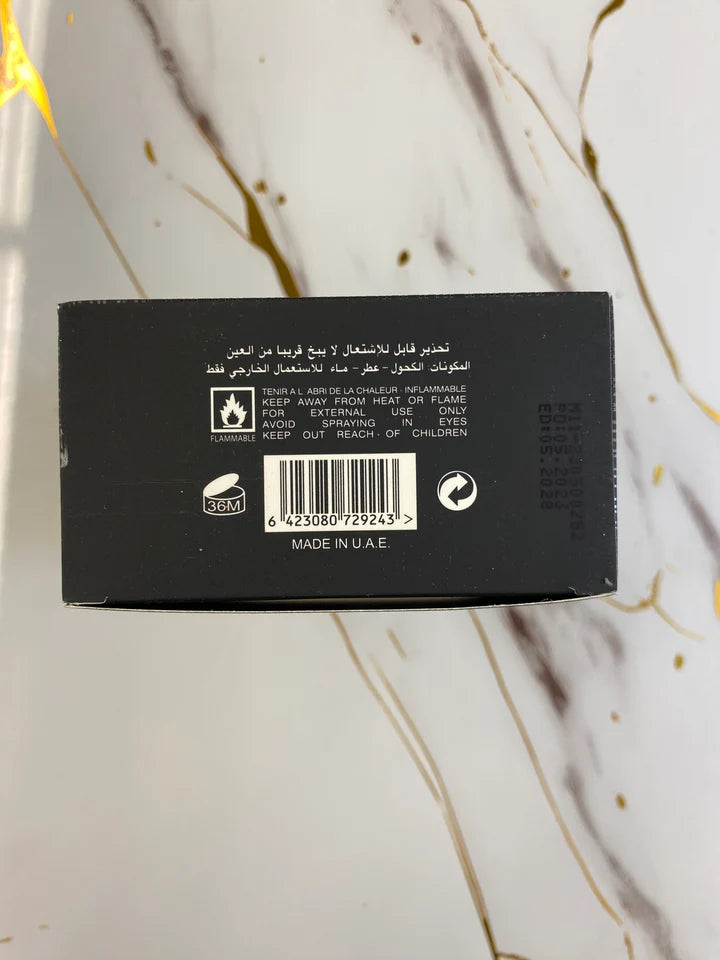 تحذير قابل للاشتعال لا يبخ قريبا من العين
المكونات: الكحول - عطر - ماء للاستعمال الخارجي فقط
TENIR A L ABRI DE LA CHALEUR · INFLAMMABLE
KEEP AWAY FROM HEAT OR FLAME
FOR EXTERNAL USE ONLY
AVOID SPRAYING IN EYES
KEEP OUT REACH · OF CHILDREN
FLAMMABLE
36M
6 423080 729243 >
MADE IN U.A.E.
PD:05.2023
ED:05.2028